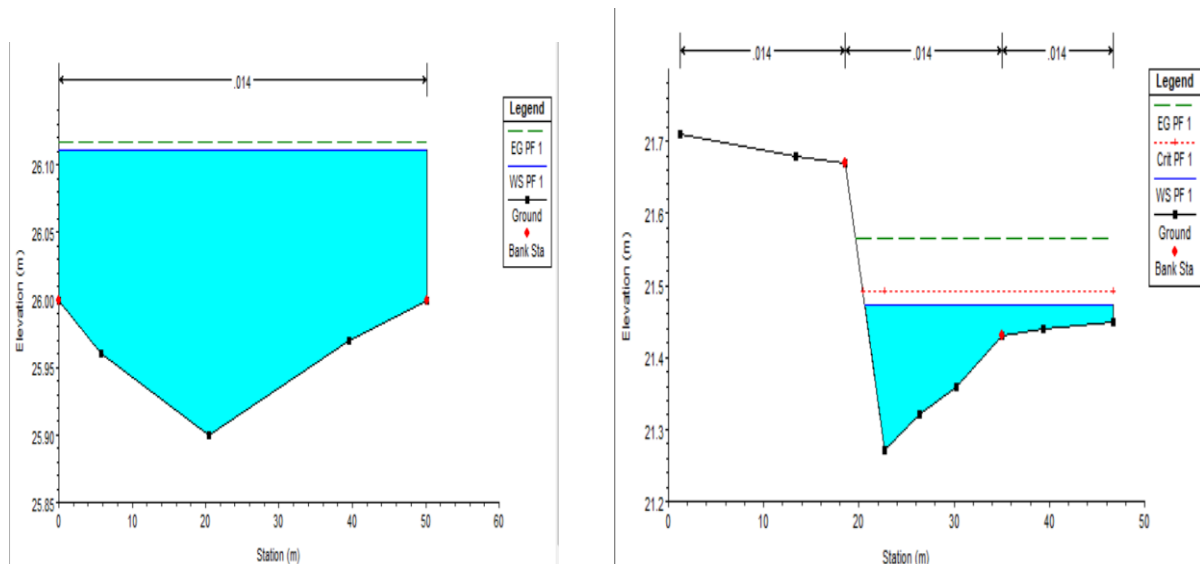 .014
Legend
EG PF 1
WS PF 1
Ground
Bank Sta
26.10
26.05
26.00
25.95
25.90
25.85
Elevation (m)
0 10 20 30 40 50 60
Station (m)
.014 .014 .014
Legend
EG PF 1
Crit PF 1
WS PF 1
Ground
Bank Sta
21.7
21.6
21.5
21.4
21.3
21.2
Elevation (m)
0 10 20 30 40 50
Station (m)